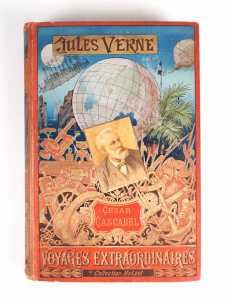 JULES VERNE
CÉSAR
CASCABEL
VOYAGES EXTRAORDINAIRES
Collection Hetzel